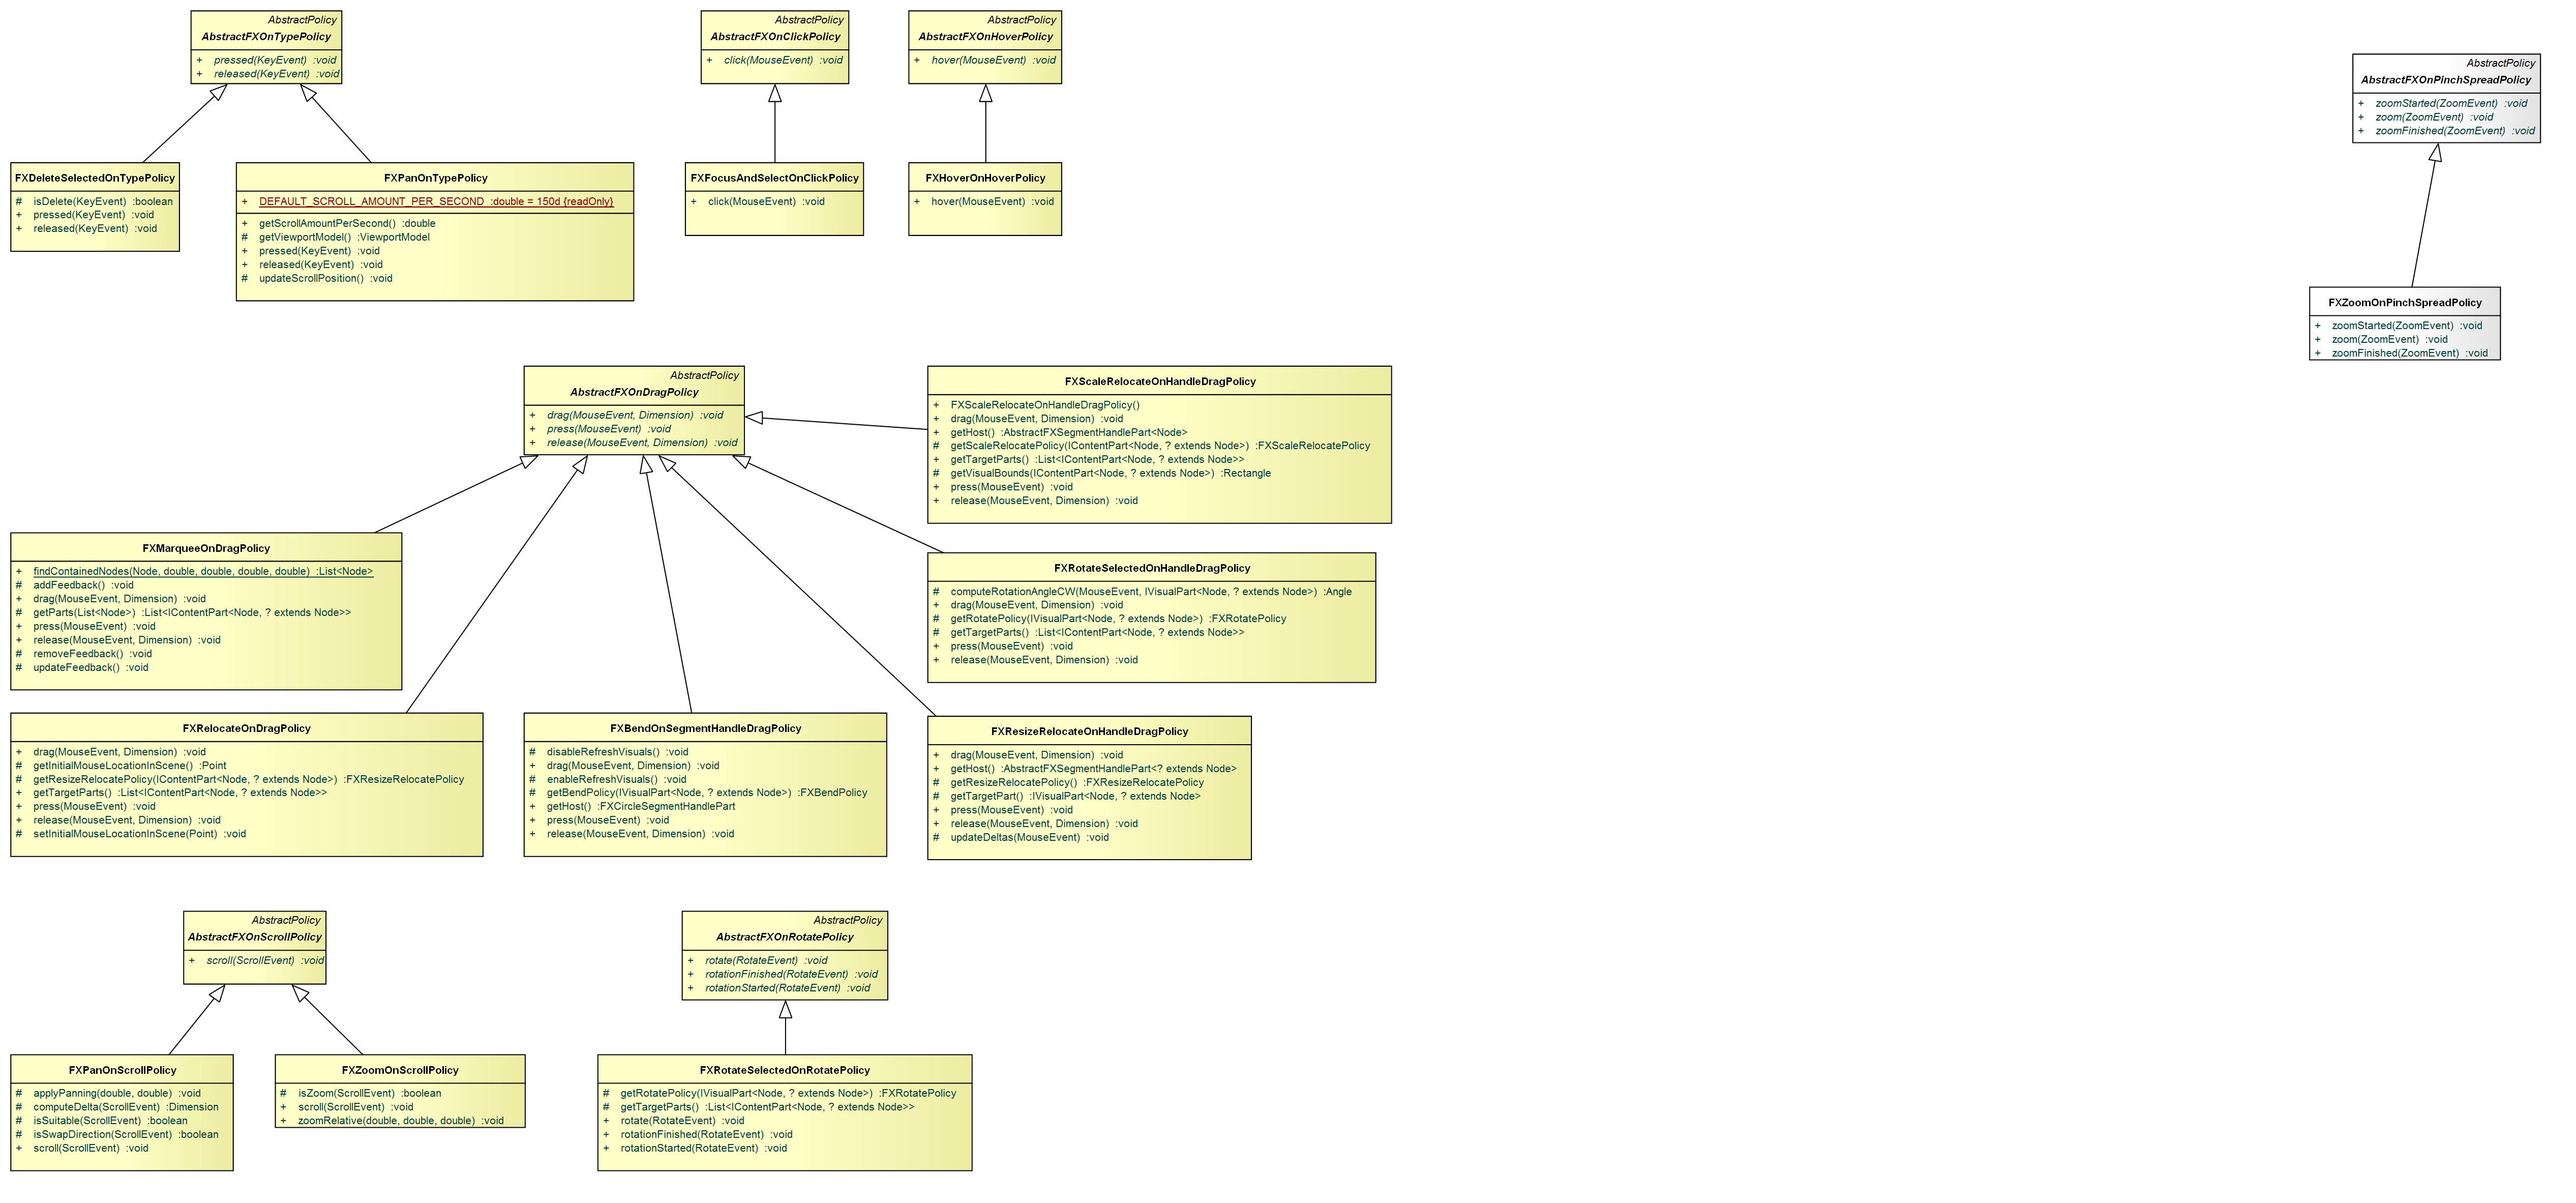 AbstractPolicy
AbstractFXOnTypePolicy
+ pressed(KeyEvent) :void
+ released(KeyEvent) :void
AbstractPolicy
AbstractFXOnClickPolicy
+ click(MouseEvent) :void
AbstractPolicy
AbstractFXOnHoverPolicy
+ hover(MouseEvent) :void
AbstractPolicy
AbstractFXOnPinchSpreadPolicy
+ zoomStarted(ZoomEvent) :void
+ zoom(ZoomEvent) :void
+ zoomFinished(ZoomEvent) :void
FXDeleteSelectedOnTypePolicy
# isDelete(KeyEvent) :boolean
+ pressed(KeyEvent) :void
+ released(KeyEvent) :void
FXPanOnTypePolicy
+ DEFAULT_SCROLL_AMOUNT_PER_SECOND :double = 150d {readOnly}
+ getScrollAmountPerSecond() :double
# getViewportModel() :ViewportModel
+ pressed(KeyEvent) :void
+ released(KeyEvent) :void
# updateScrollPosition() :void
FXFocusAndSelectOnClickPolicy
+ click(MouseEvent) :void
FXHoverOnHoverPolicy
+ hover(MouseEvent) :void
FXZoomOnPinchSpreadPolicy
+ zoomStarted(ZoomEvent) :void
+ zoom(ZoomEvent) :void
+ zoomFinished(ZoomEvent) :void
AbstractPolicy
AbstractFXOnDragPolicy
+ drag(MouseEvent, Dimension) :void
+ press(MouseEvent) :void
+ release(MouseEvent, Dimension) :void
FXScaleRelocateOnHandleDragPolicy
+ FXScaleRelocateOnHandleDragPolicy()
+ drag(MouseEvent, Dimension) :void
+ getHost() :AbstractFXSegmentHandlePart<Node>
# getScaleRelocatePolicy(IContentPart<Node, ? extends Node>) :FXScaleRelocatePolicy
+ getTargetParts() :List<IContentPart<Node, ? extends Node>>
# getVisualBounds(IContentPart<Node, ? extends Node>) :Rectangle
+ press(MouseEvent) :void
+ release(MouseEvent, Dimension) :void
FXMarqueeOnDragPolicy
+ findContainedNodes(Node, double, double, double, double) :List<Node>
# addFeedback() :void
+ drag(MouseEvent, Dimension) :void
# getParts(List<Node>) :List<IContentPart<Node, ? extends Node>>
+ press(MouseEvent) :void
+ release(MouseEvent, Dimension) :void
# removeFeedback() :void
# updateFeedback() :void
FXRotateSelectedOnHandleDragPolicy
# computeRotationAngleCW(MouseEvent, IVisualPart<Node, ? extends Node>) :Angle
+ drag(MouseEvent, Dimension) :void
# getRotatePolicy(IVisualPart<Node, ? extends Node>) :FXRotatePolicy
# getTargetParts() :List<IContentPart<Node, ? extends Node>>
+ press(MouseEvent) :void
+ release(MouseEvent, Dimension) :void
FXRelocateOnDragPolicy
+ drag(MouseEvent, Dimension) :void
# getInitialMouseLocationInScene() :Point
# getResizeRelocatePolicy(IContentPart<Node, ? extends Node>) :FXResizeRelocatePolicy
+ getTargetParts() :List<IContentPart<Node, ? extends Node>>
+ press(MouseEvent) :void
+ release(MouseEvent, Dimension) :void
# setInitialMouseLocationInScene(Point) :void
FXBendOnSegmentHandleDragPolicy
# disableRefreshVisuals() :void
+ drag(MouseEvent, Dimension) :void
# enableRefreshVisuals() :void
# getBendPolicy(IVisualPart<Node, ? extends Node>) :FXBendPolicy
+ getHost() :FXCircleSegmentHandlePart
+ press(MouseEvent) :void
+ release(MouseEvent, Dimension) :void
FXResizeRelocateOnHandleDragPolicy
+ drag(MouseEvent, Dimension) :void
+ getHost() :AbstractFXSegmentHandlePart<? extends Node>
# getResizeRelocatePolicy() :FXResizeRelocatePolicy
# getTargetPart() :IVisualPart<Node, ? extends Node>
+ press(MouseEvent) :void
+ release(MouseEvent, Dimension) :void
# updateDeltas(MouseEvent) :void
AbstractPolicy
AbstractFXOnScrollPolicy
+ scroll(ScrollEvent) :void
AbstractPolicy
AbstractFXOnRotatePolicy
+ rotate(RotateEvent) :void
+ rotationFinished(RotateEvent) :void
+ rotationStarted(RotateEvent) :void
FXPanOnScrollPolicy
# applyPanning(double, double) :void
# computeDelta(ScrollEvent) :Dimension
# isSuitable(ScrollEvent) :boolean
# isSwapDirection(ScrollEvent) :boolean
+ scroll(ScrollEvent) :void
FXZoomOnScrollPolicy
# isZoom(ScrollEvent) :boolean
+ scroll(ScrollEvent) :void
+ zoomRelative(double, double, double) :void
FXRotateSelectedOnRotatePolicy
# getRotatePolicy(IVisualPart<Node, ? extends Node>) :FXRotatePolicy
# getTargetParts() :List<IContentPart<Node, ? extends Node>>
+ rotate(RotateEvent) :void
+ rotationFinished(RotateEvent) :void
+ rotationStarted(RotateEvent) :void